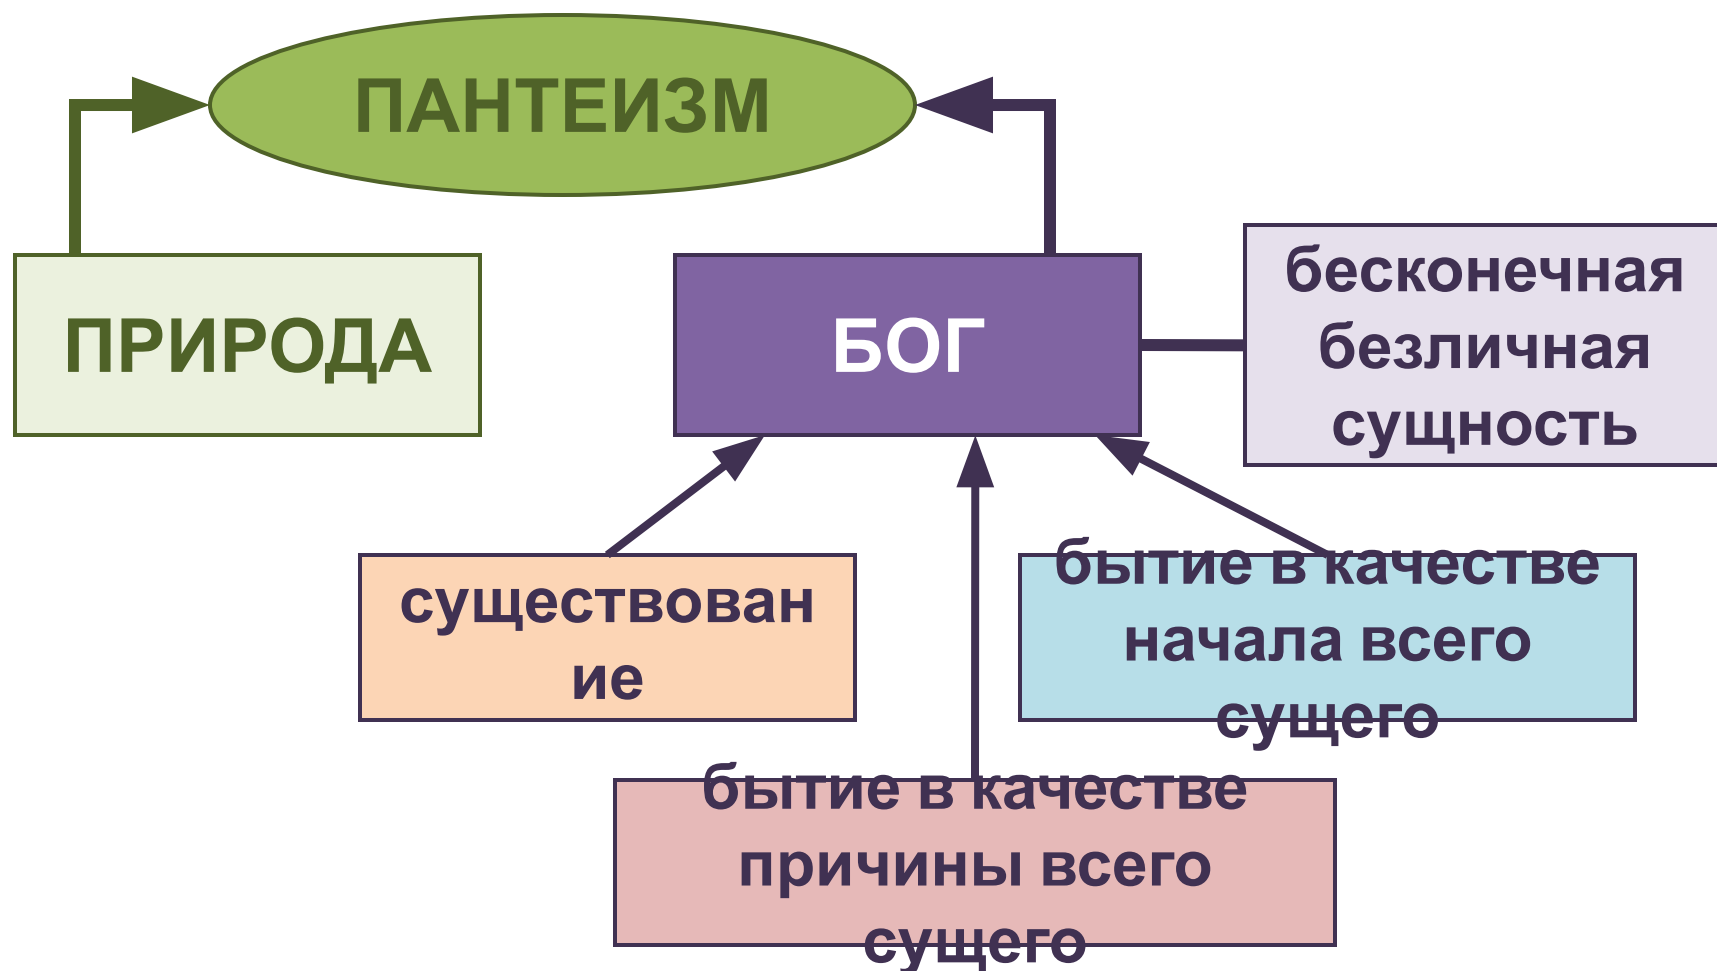 ПАНТЕИЗМ
ПРИРОДА
БОГ
бесконечная
безличная
сущность
существован
ие
бытие в качестве
начала всего
сущего
бытие в качестве
причины всего
сущего